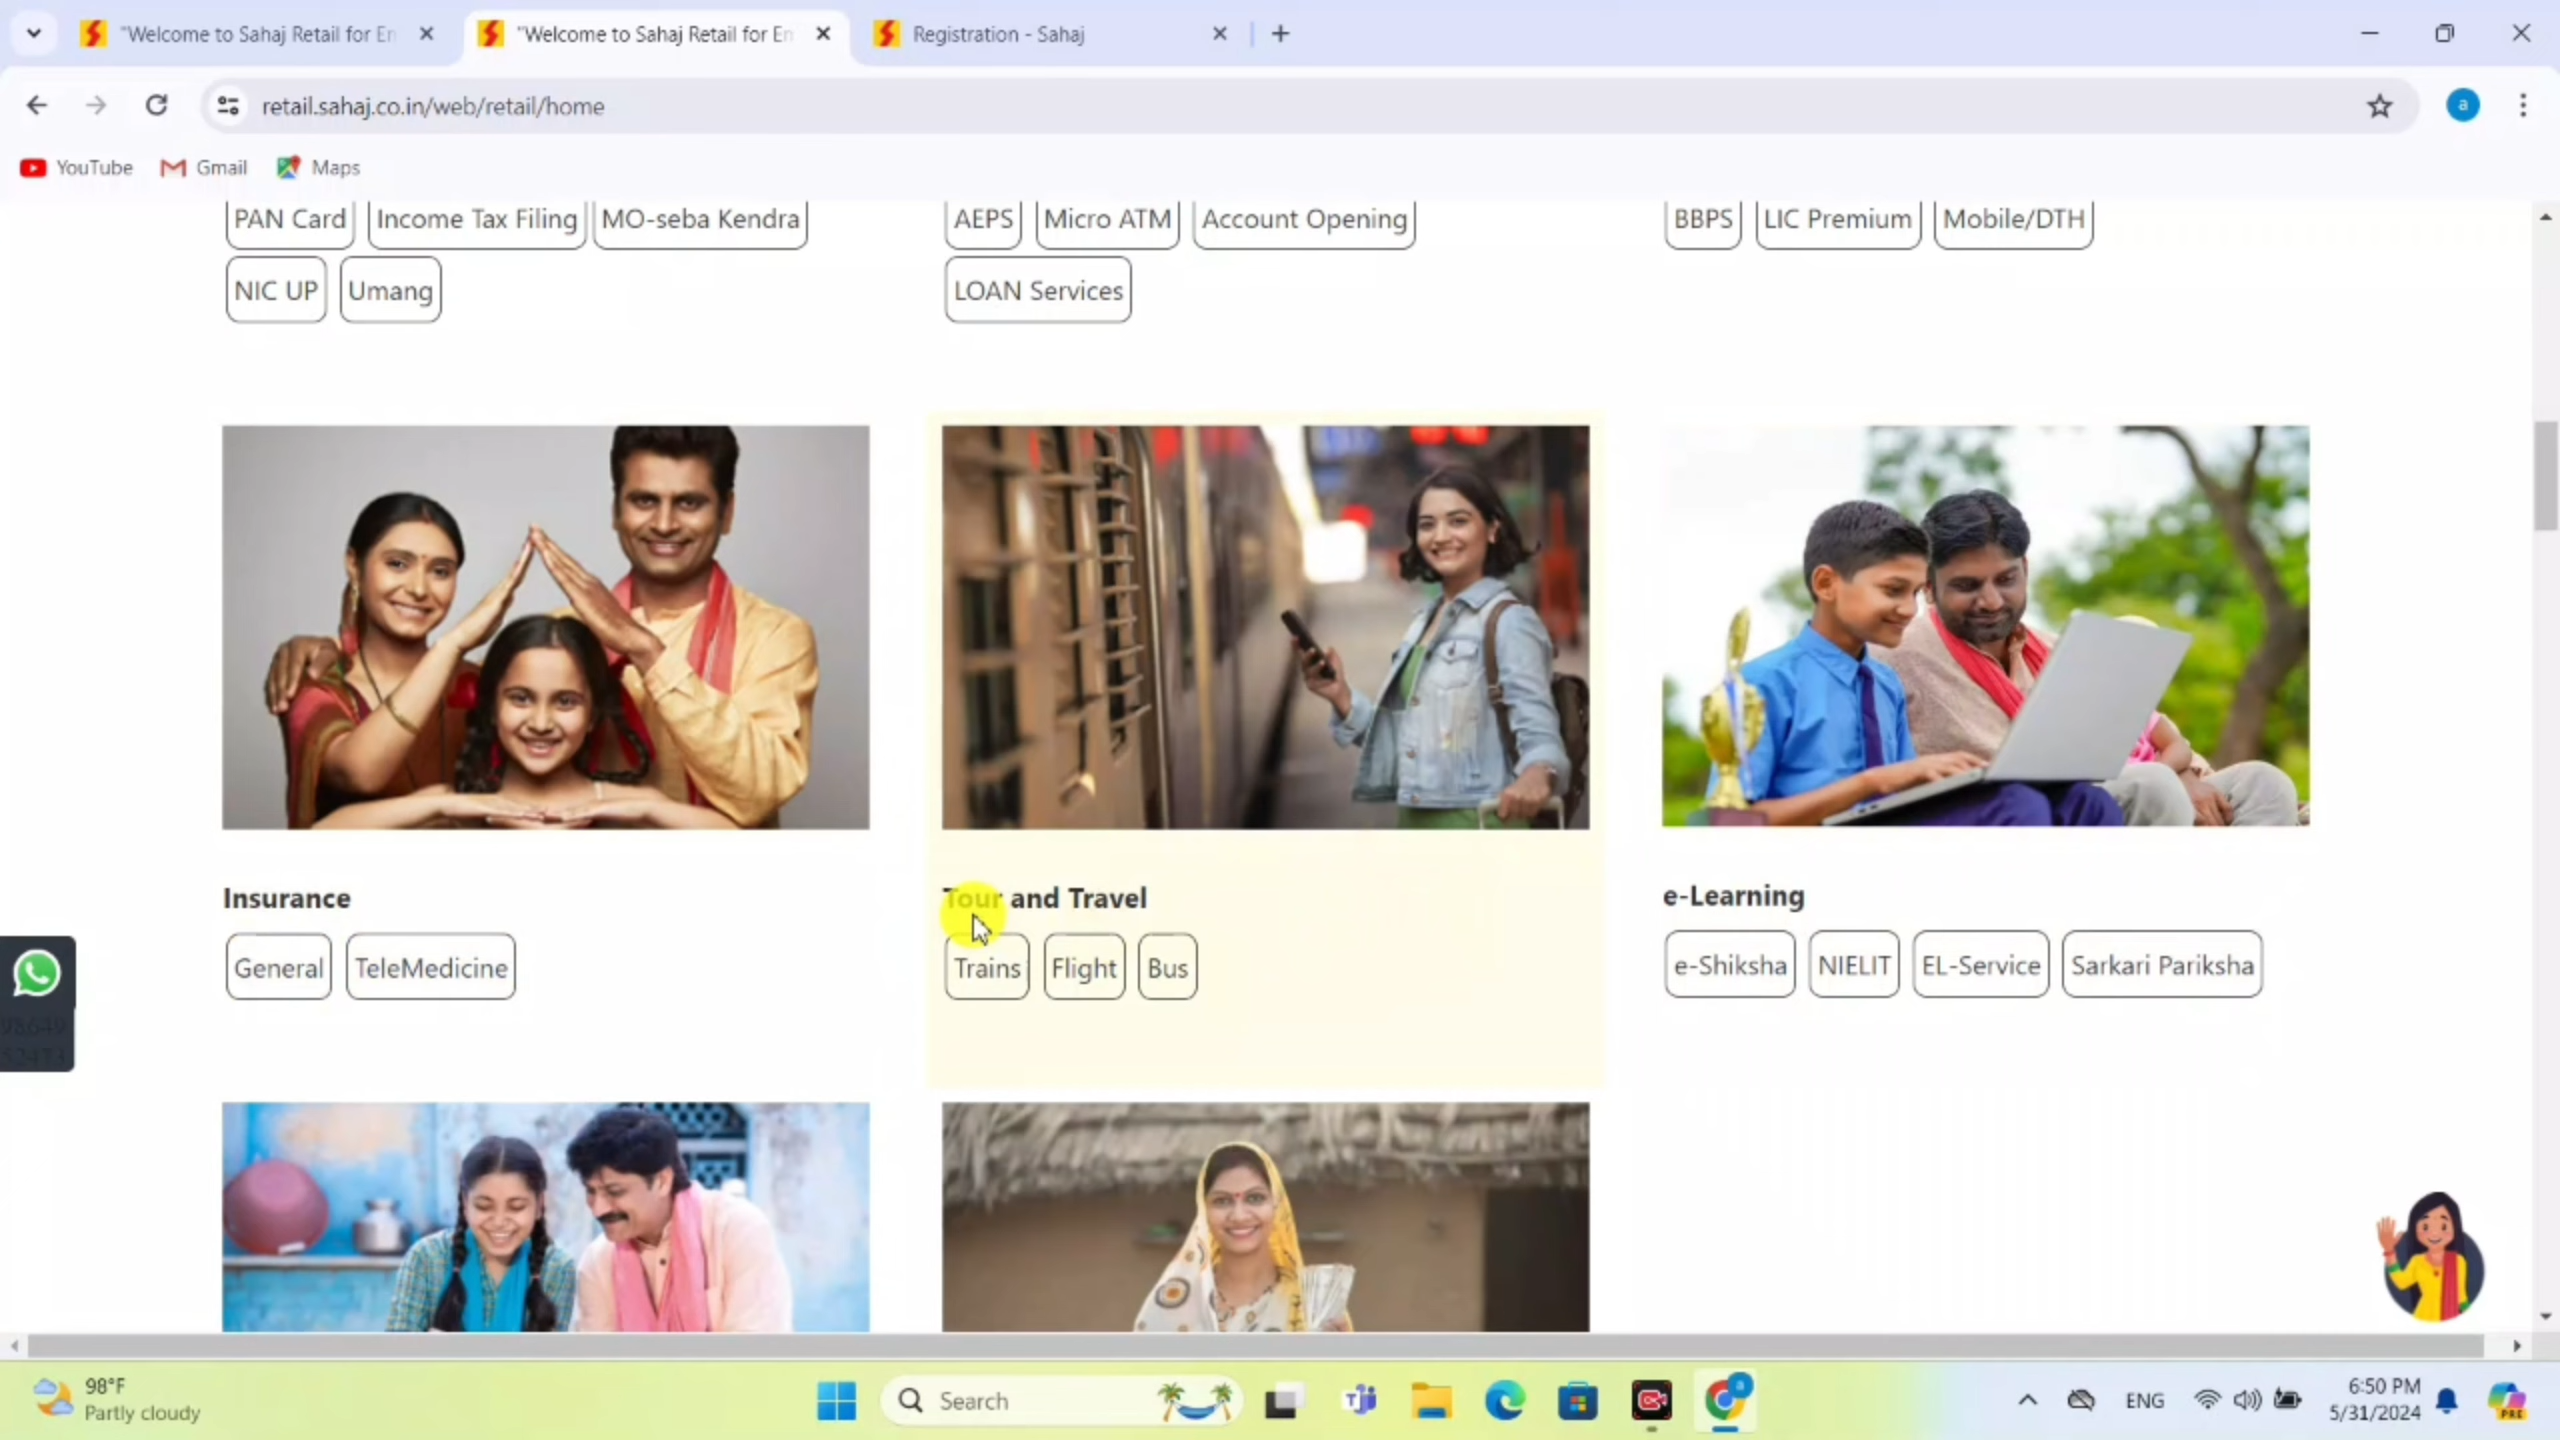 "Welcome to Sahaj Retail for En
"Welcome to Sahaj Retail for En
Registration - Sahaj
retail.sahaj.co.in/web/retail/home
a
YouTube
Gmail
Maps
PAN Card Income Tax Filing MO-seba Kendra
NIC UP Umang
AEPS Micro ATM Account Opening
LOAN Services
BBPS LIC Premium Mobile/DTH
Insurance
General TeleMedicine
Tour and Travel
Trains Flight Bus
e-Learning
e-Shiksha NIELIT EL-Service Sarkari Pariksha
98°F
Partly cloudy
Search
ENG
6:50 PM
5/31/2024
PRE